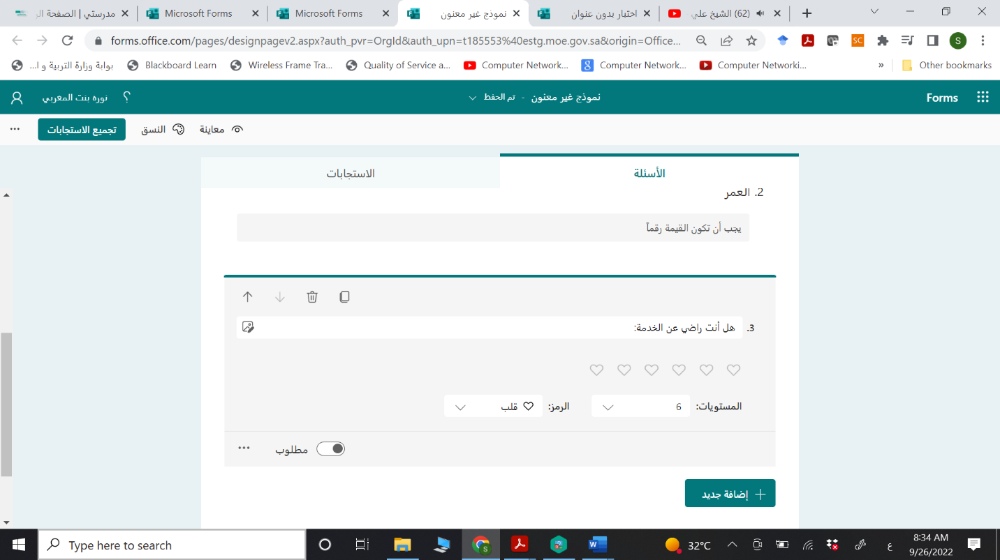 مدرستي | الصفحة الر
Microsoft Forms
Microsoft Forms
نموذج غير معنون
اختبار بدون عنوان
(62) الشيخ علي
forms.office.com/pages/designpagev2.aspx?auth_pvr=OrgId&auth_upn=t185553%40estg.moe.gov.sa&origin=Office...
SC
S
بوابة وزارة التربية و ا...
Blackboard Learn
Wireless Frame Tra...
Quality of Service a...
Computer Network...
Computer Network...
Computer Networki...
»
Other bookmarks
Forms
نموذج غير معنون - تم الحفظ
؟
نوره بنت المعربي
معاينة
النسق
تجميع الاستجابات
...
الأسئلة
الاستجابات
2. العمر
يجب أن تكون القيمة رقماً
3. هل أنت راضي عن الخدمة:
المستويات: 6
الرمز: قلب
مطلوب
...
+ إضافة جديد
Type here to search
32°C
ع
8:34 AM
9/26/2022